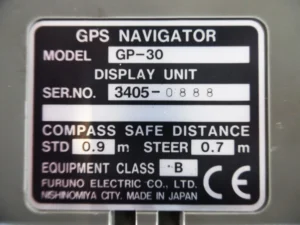 GPS NAVIGATOR
MODEL GP-30
DISPLAY UNIT
SER.NO. 3405-0888
COMPASS SAFE DISTANCE
STD 0.9 m STEER 0.7 m
EQUIPMENT CLASS B
FURUNO ELECTRIC CO., LTD.
NISHINOMIYA CITY. MADE IN JAPAN
CE